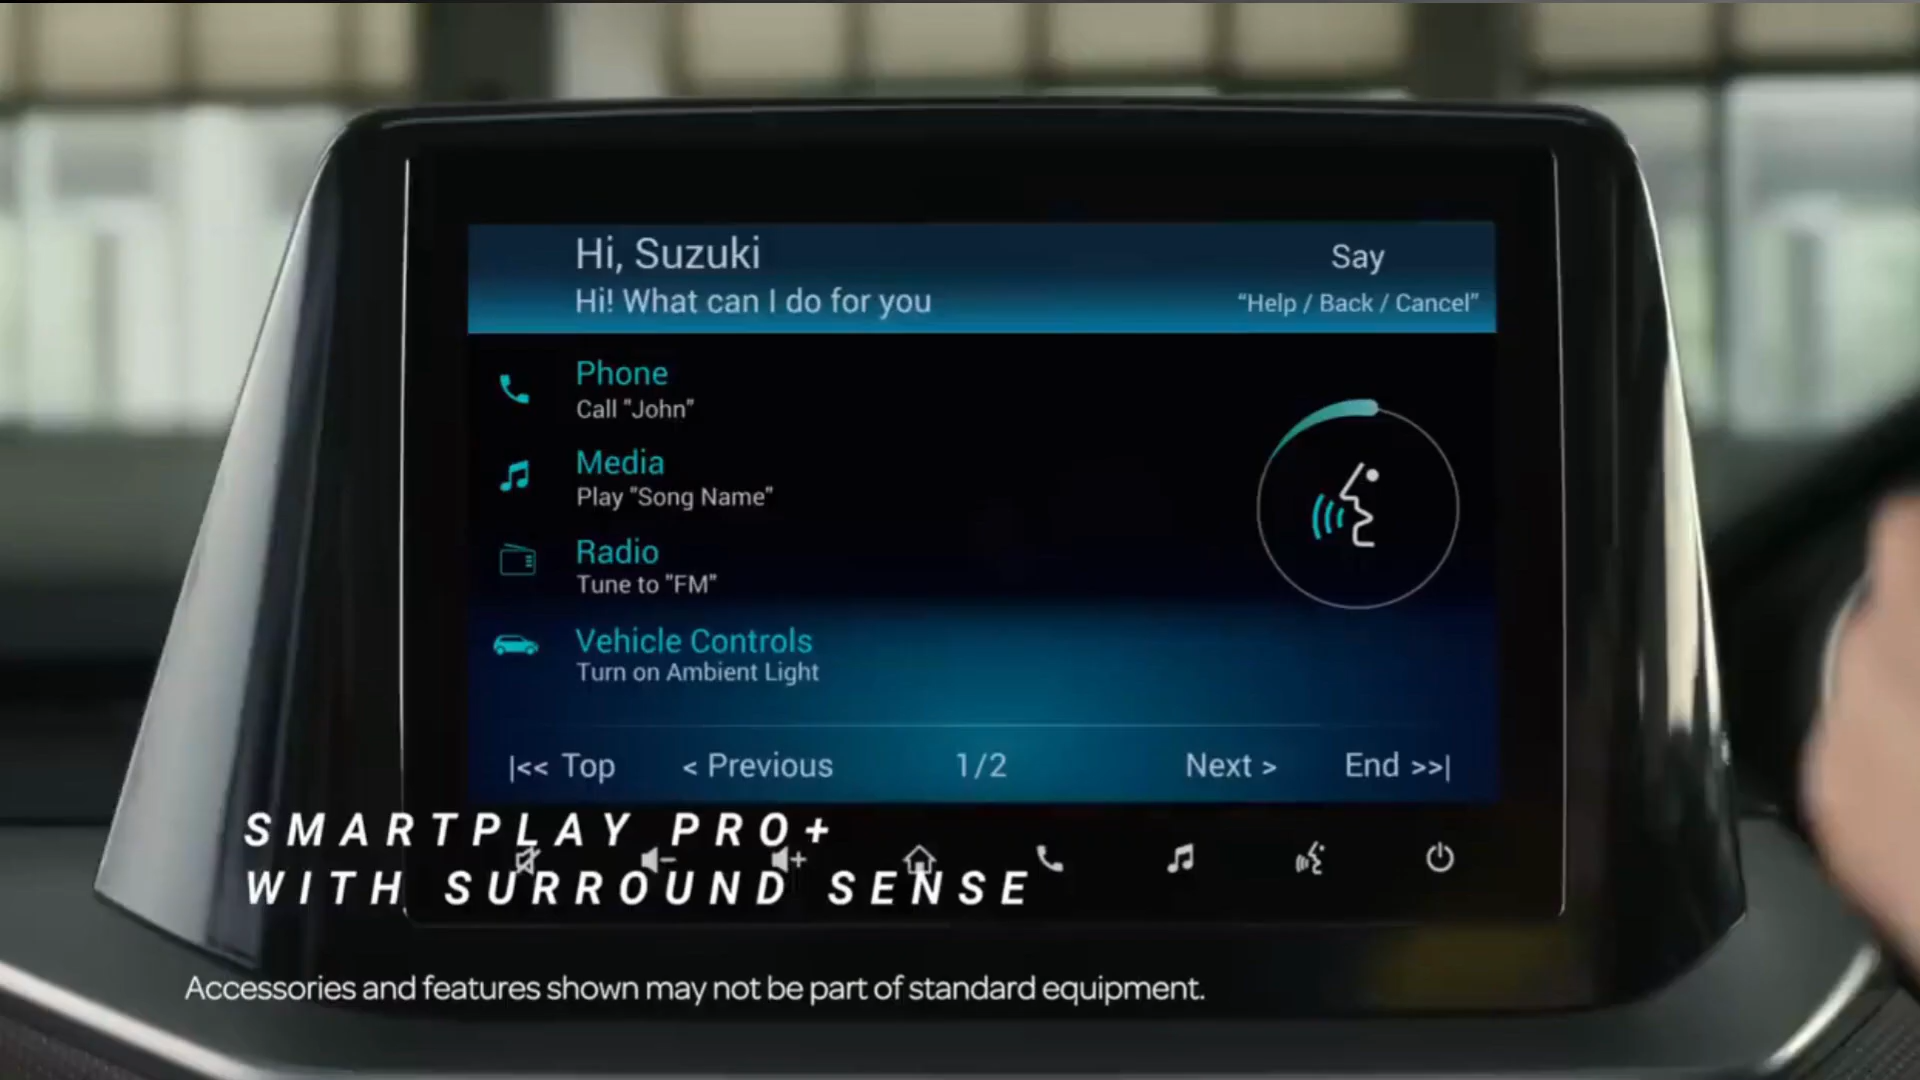 Hi, Suzuki
Say
Hi! What can I do for you
“Help / Back / Cancel”
Phone
Call "John"
Media
Play "Song Name"
Radio
Tune to "FM"
Vehicle Controls
Turn on Ambient Light
|<< Top
< Previous
1/2
Next >
End >>|
SMARTPLAY PRO+
WITH SURROUND SENSE
Accessories and features shown may not be part of standard equipment.